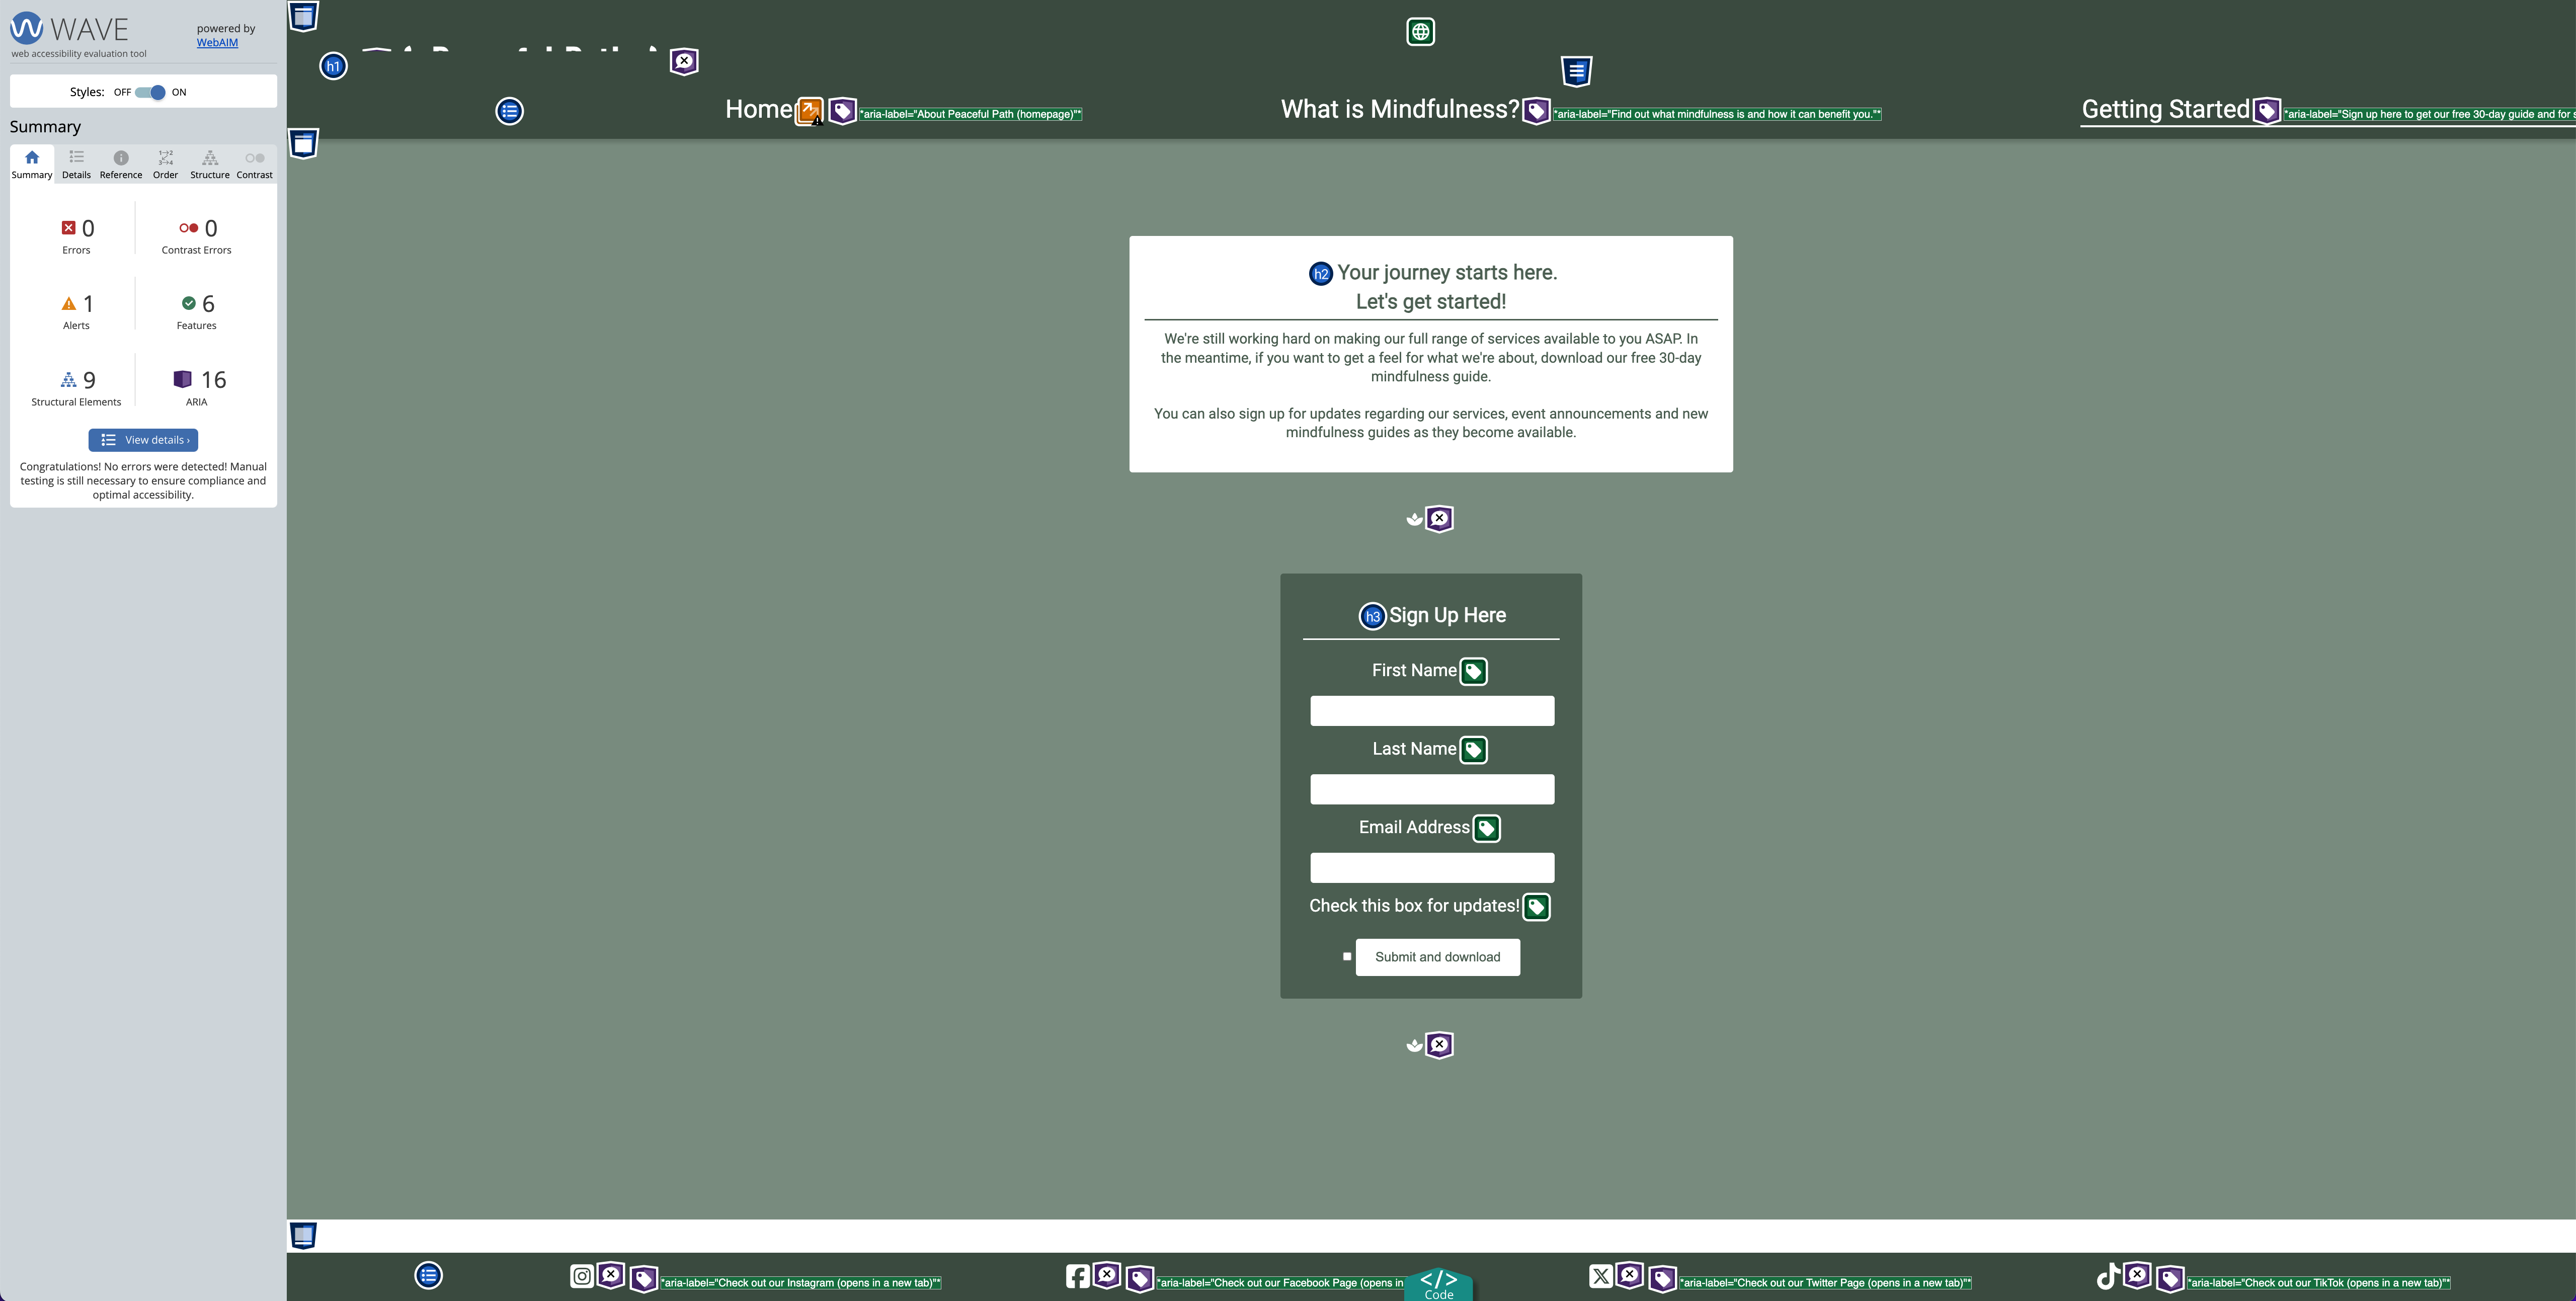 WAVE
web accessibility evaluation tool
powered by
WebAIM
Styles: OFF ON
Summary
Summary Details Reference Order Structure Contrast
1→2
3→4
0 0
Errors Contrast Errors
1 6
Alerts Features
9 16
Structural Elements ARIA
View details ›
Congratulations! No errors were detected! Manual
testing is still necessary to ensure compliance and
optimal accessibility.
h1
Home *aria-label="About Peaceful Path (homepage)"*
What is Mindfulness? *aria-label="Find out what mindfulness is and how it can benefit you."*
Getting Started *aria-label="Sign up here to get our free 30-day guide and for s
h2 Your journey starts here.
Let's get started!
We're still working hard on making our full range of services available to you ASAP. In
the meantime, if you want to get a feel for what we're about, download our free 30-day
mindfulness guide.
You can also sign up for updates regarding our services, event announcements and new
mindfulness guides as they become available.
h3 Sign Up Here
First Name
Last Name
Email Address
Check this box for updates!
Submit and download
*aria-label="Check out our Instagram (opens in a new tab)"*
*aria-label="Check out our Facebook Page (opens in
</>
Code
*aria-label="Check out our Twitter Page (opens in a new tab)"*
*aria-label="Check out our TikTok (opens in a new tab)"*